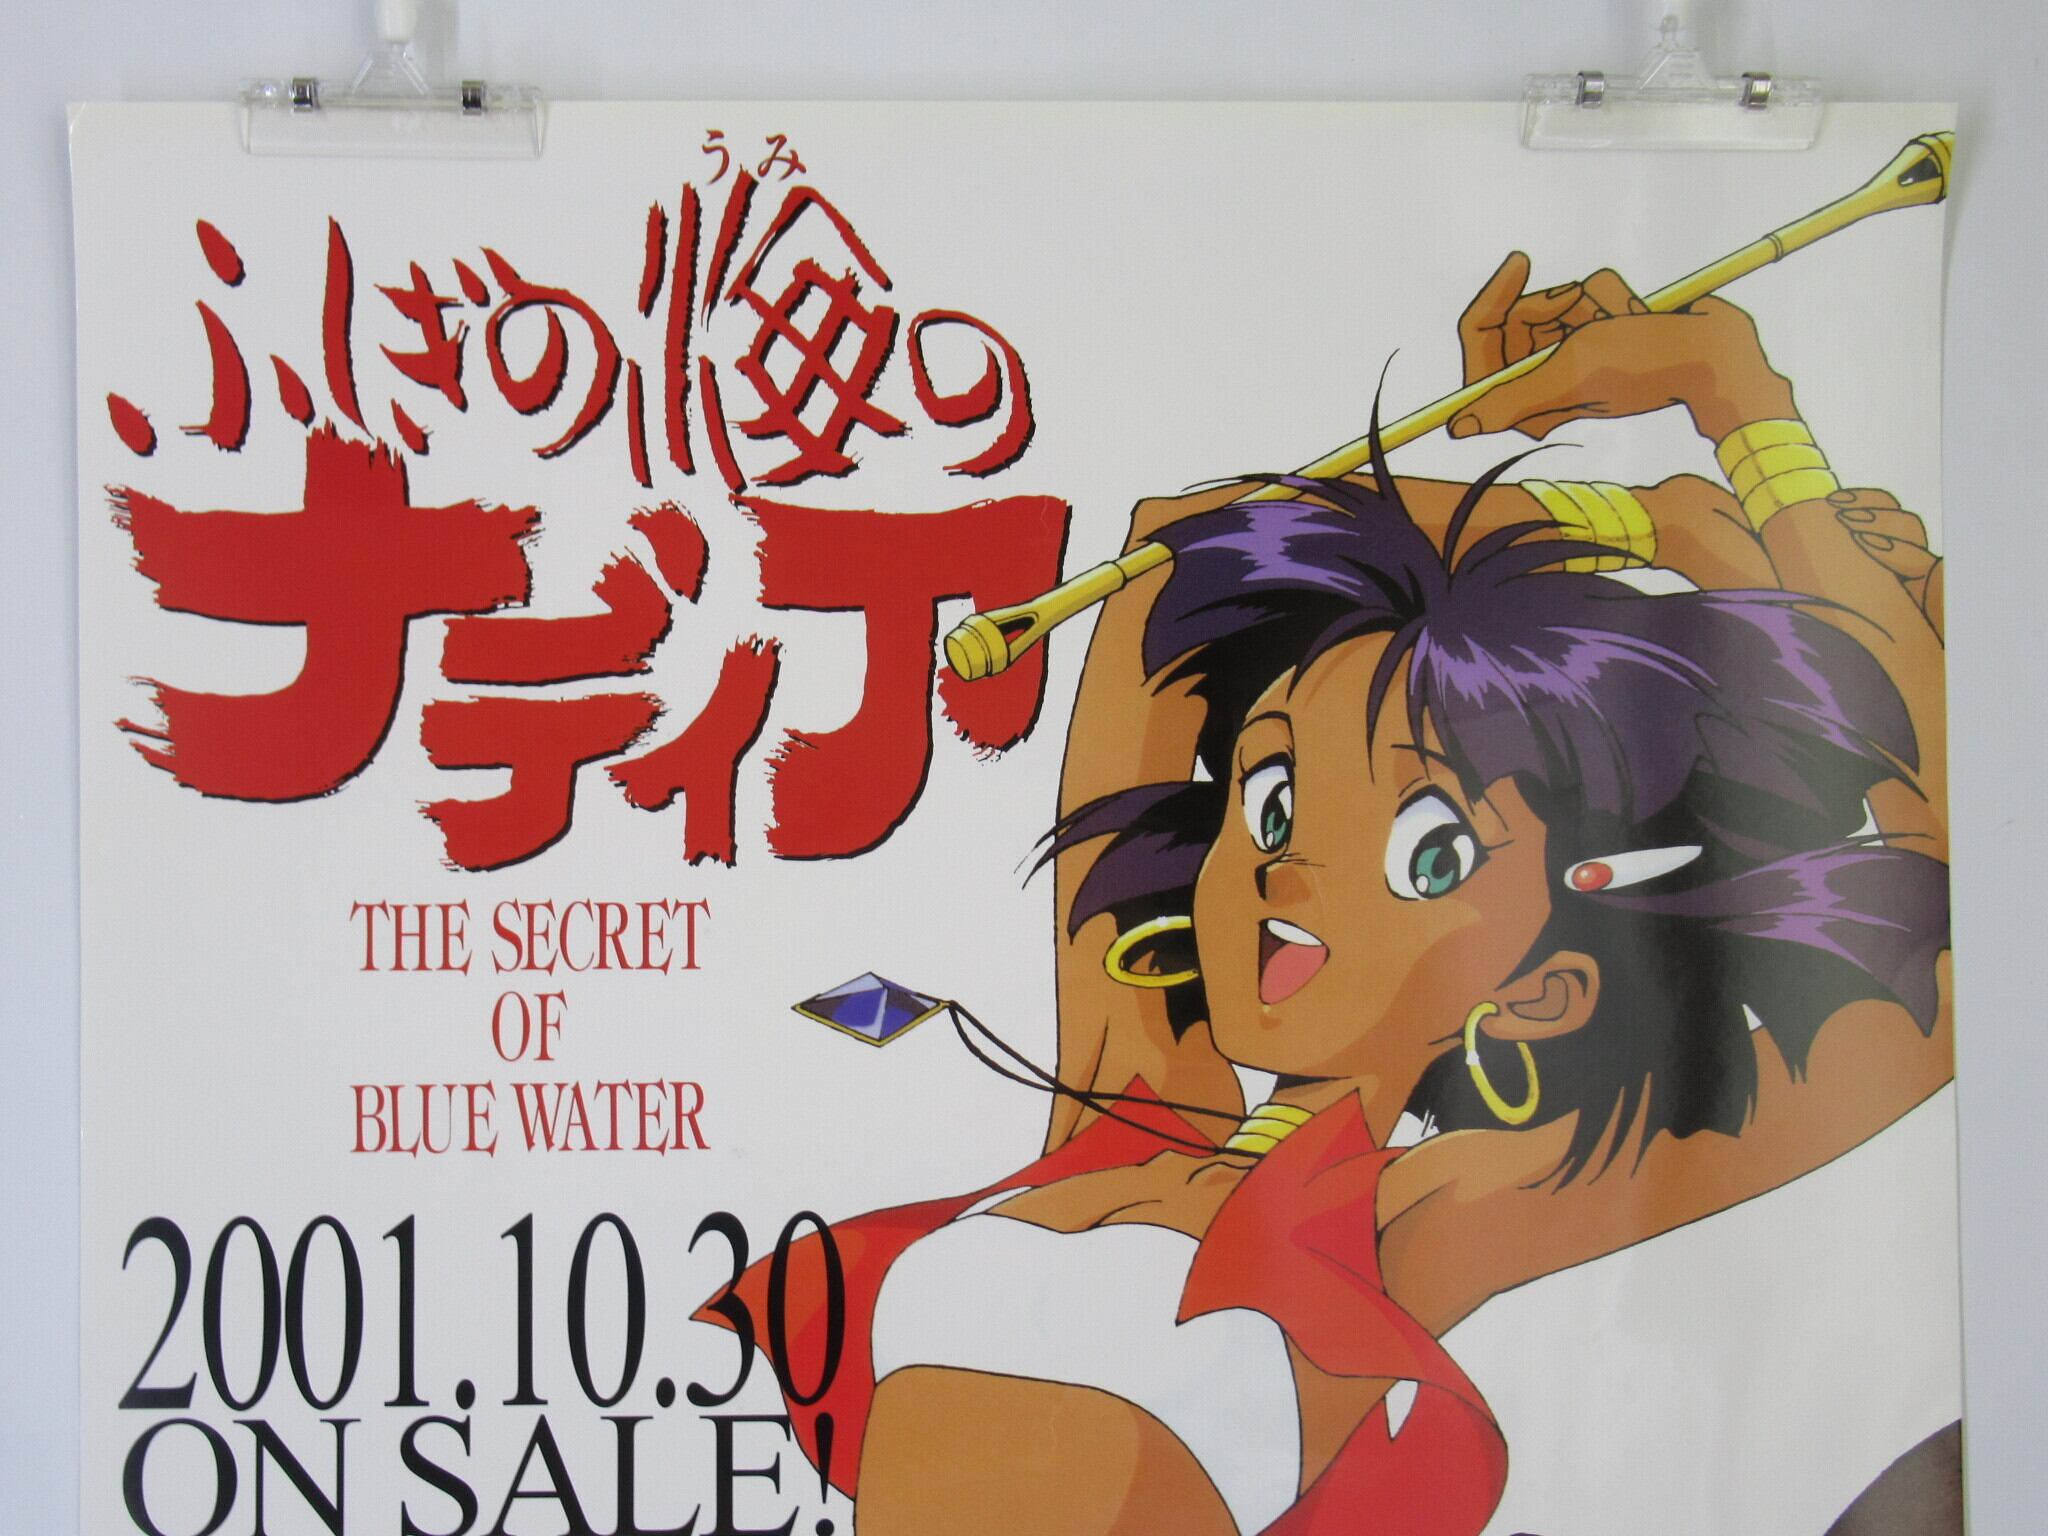 うみ
ふしぎの海の
ナディア
THE SECRET
OF
BLUE WATER
2001.10.30
ON SALE!